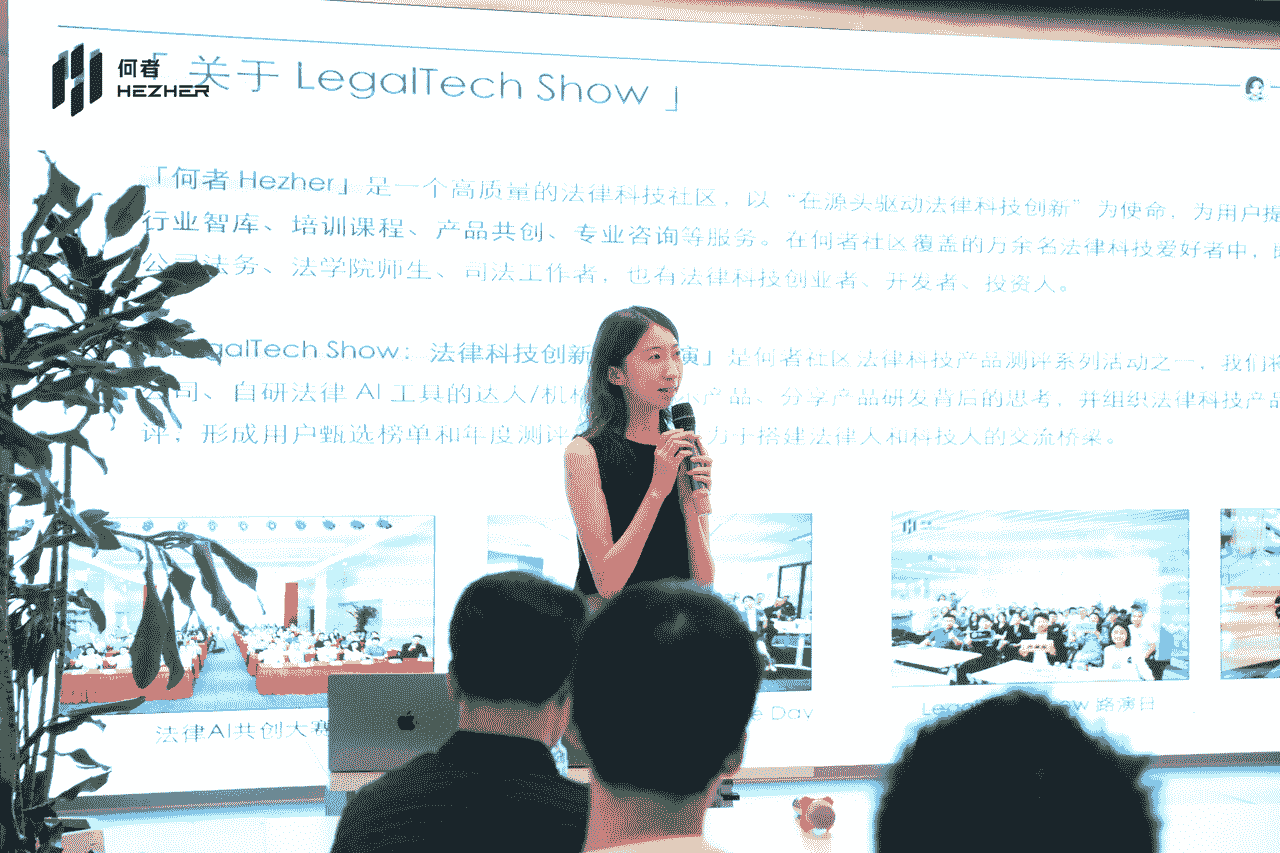 何者
HEZHER
「 关于 LegalTech Show 」
「何者 Hezher」是一个高质量的法律科技社区，以“在源头驱动法律科技创新”为使命，为用户提
行业智库、培训课程、产品共创、专业咨询等服务。在何者社区覆盖的万余名法律科技爱好者中，
公司法务、法学院师生、司法工作者，也有法律科技创业者、开发者、投资人。
galTech Show：法律科技创新 演」是何者社区法律科技产品测评系列活动之一，我们将
公司、自研法律 AI 工具的达人/机构 产品、分享产品研发背后的思考，并组织法律科技产品
评，形成用户甄选榜单和年度测评 力于搭建法律人和科技人的交流桥梁。
法律AI共创大赛
Day
Leg ow 路演日